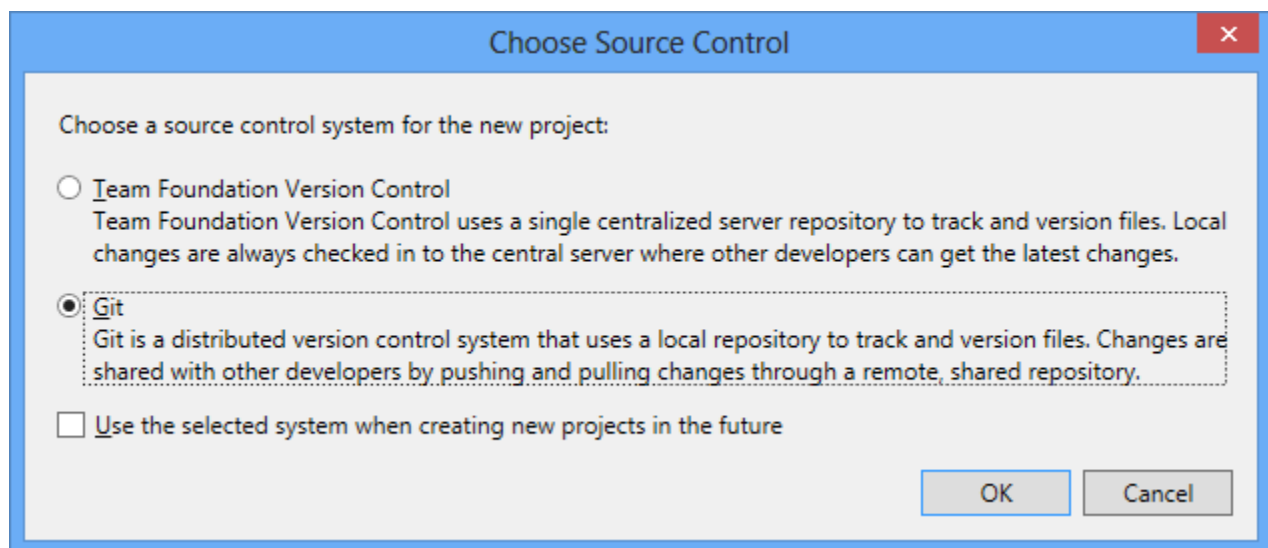 Choose Source Control
Choose a source control system for the new project:
Team Foundation Version Control
Team Foundation Version Control uses a single centralized server repository to track and version files. Local
changes are always checked in to the central server where other developers can get the latest changes.
Git
Git is a distributed version control system that uses a local repository to track and version files. Changes are
shared with other developers by pushing and pulling changes through a remote, shared repository.
Use the selected system when creating new projects in the future
OK Cancel